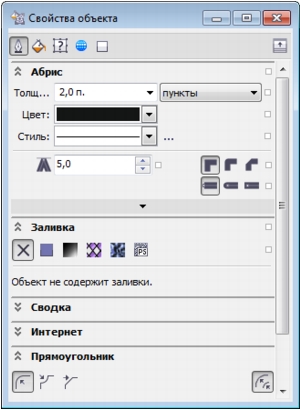 Свойства объекта
Абрис
Толщ... 2,0 п. пункты
Цвет:
Стиль: ...
5,0
Заливка
PS
Объект не содержит заливки.
Сводка
Интернет
Прямоугольник